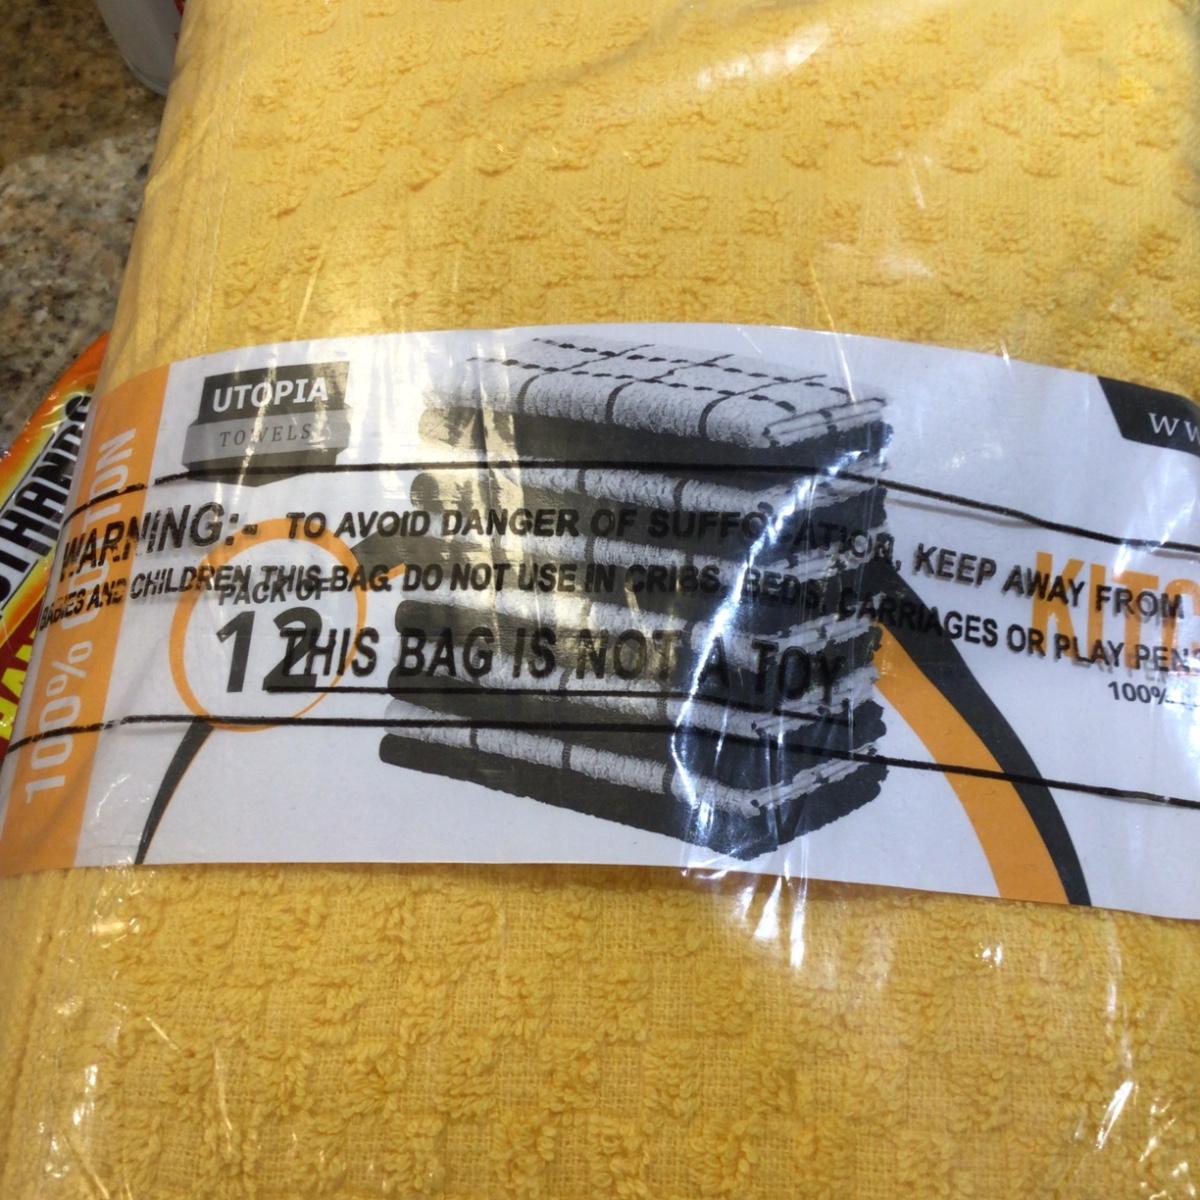 UTOPIA
TOWELS
100% COTTON
WARNING:- TO AVOID DANGER OF SUFFOCATION, KEEP AWAY FROM
BABIES AND CHILDREN THIS BAG. DO NOT USE IN CRIBS, BEDS, CARRIAGES OR PLAY PENS
THIS BAG IS NOT A TOY
PACK OF
12
KITC
100%